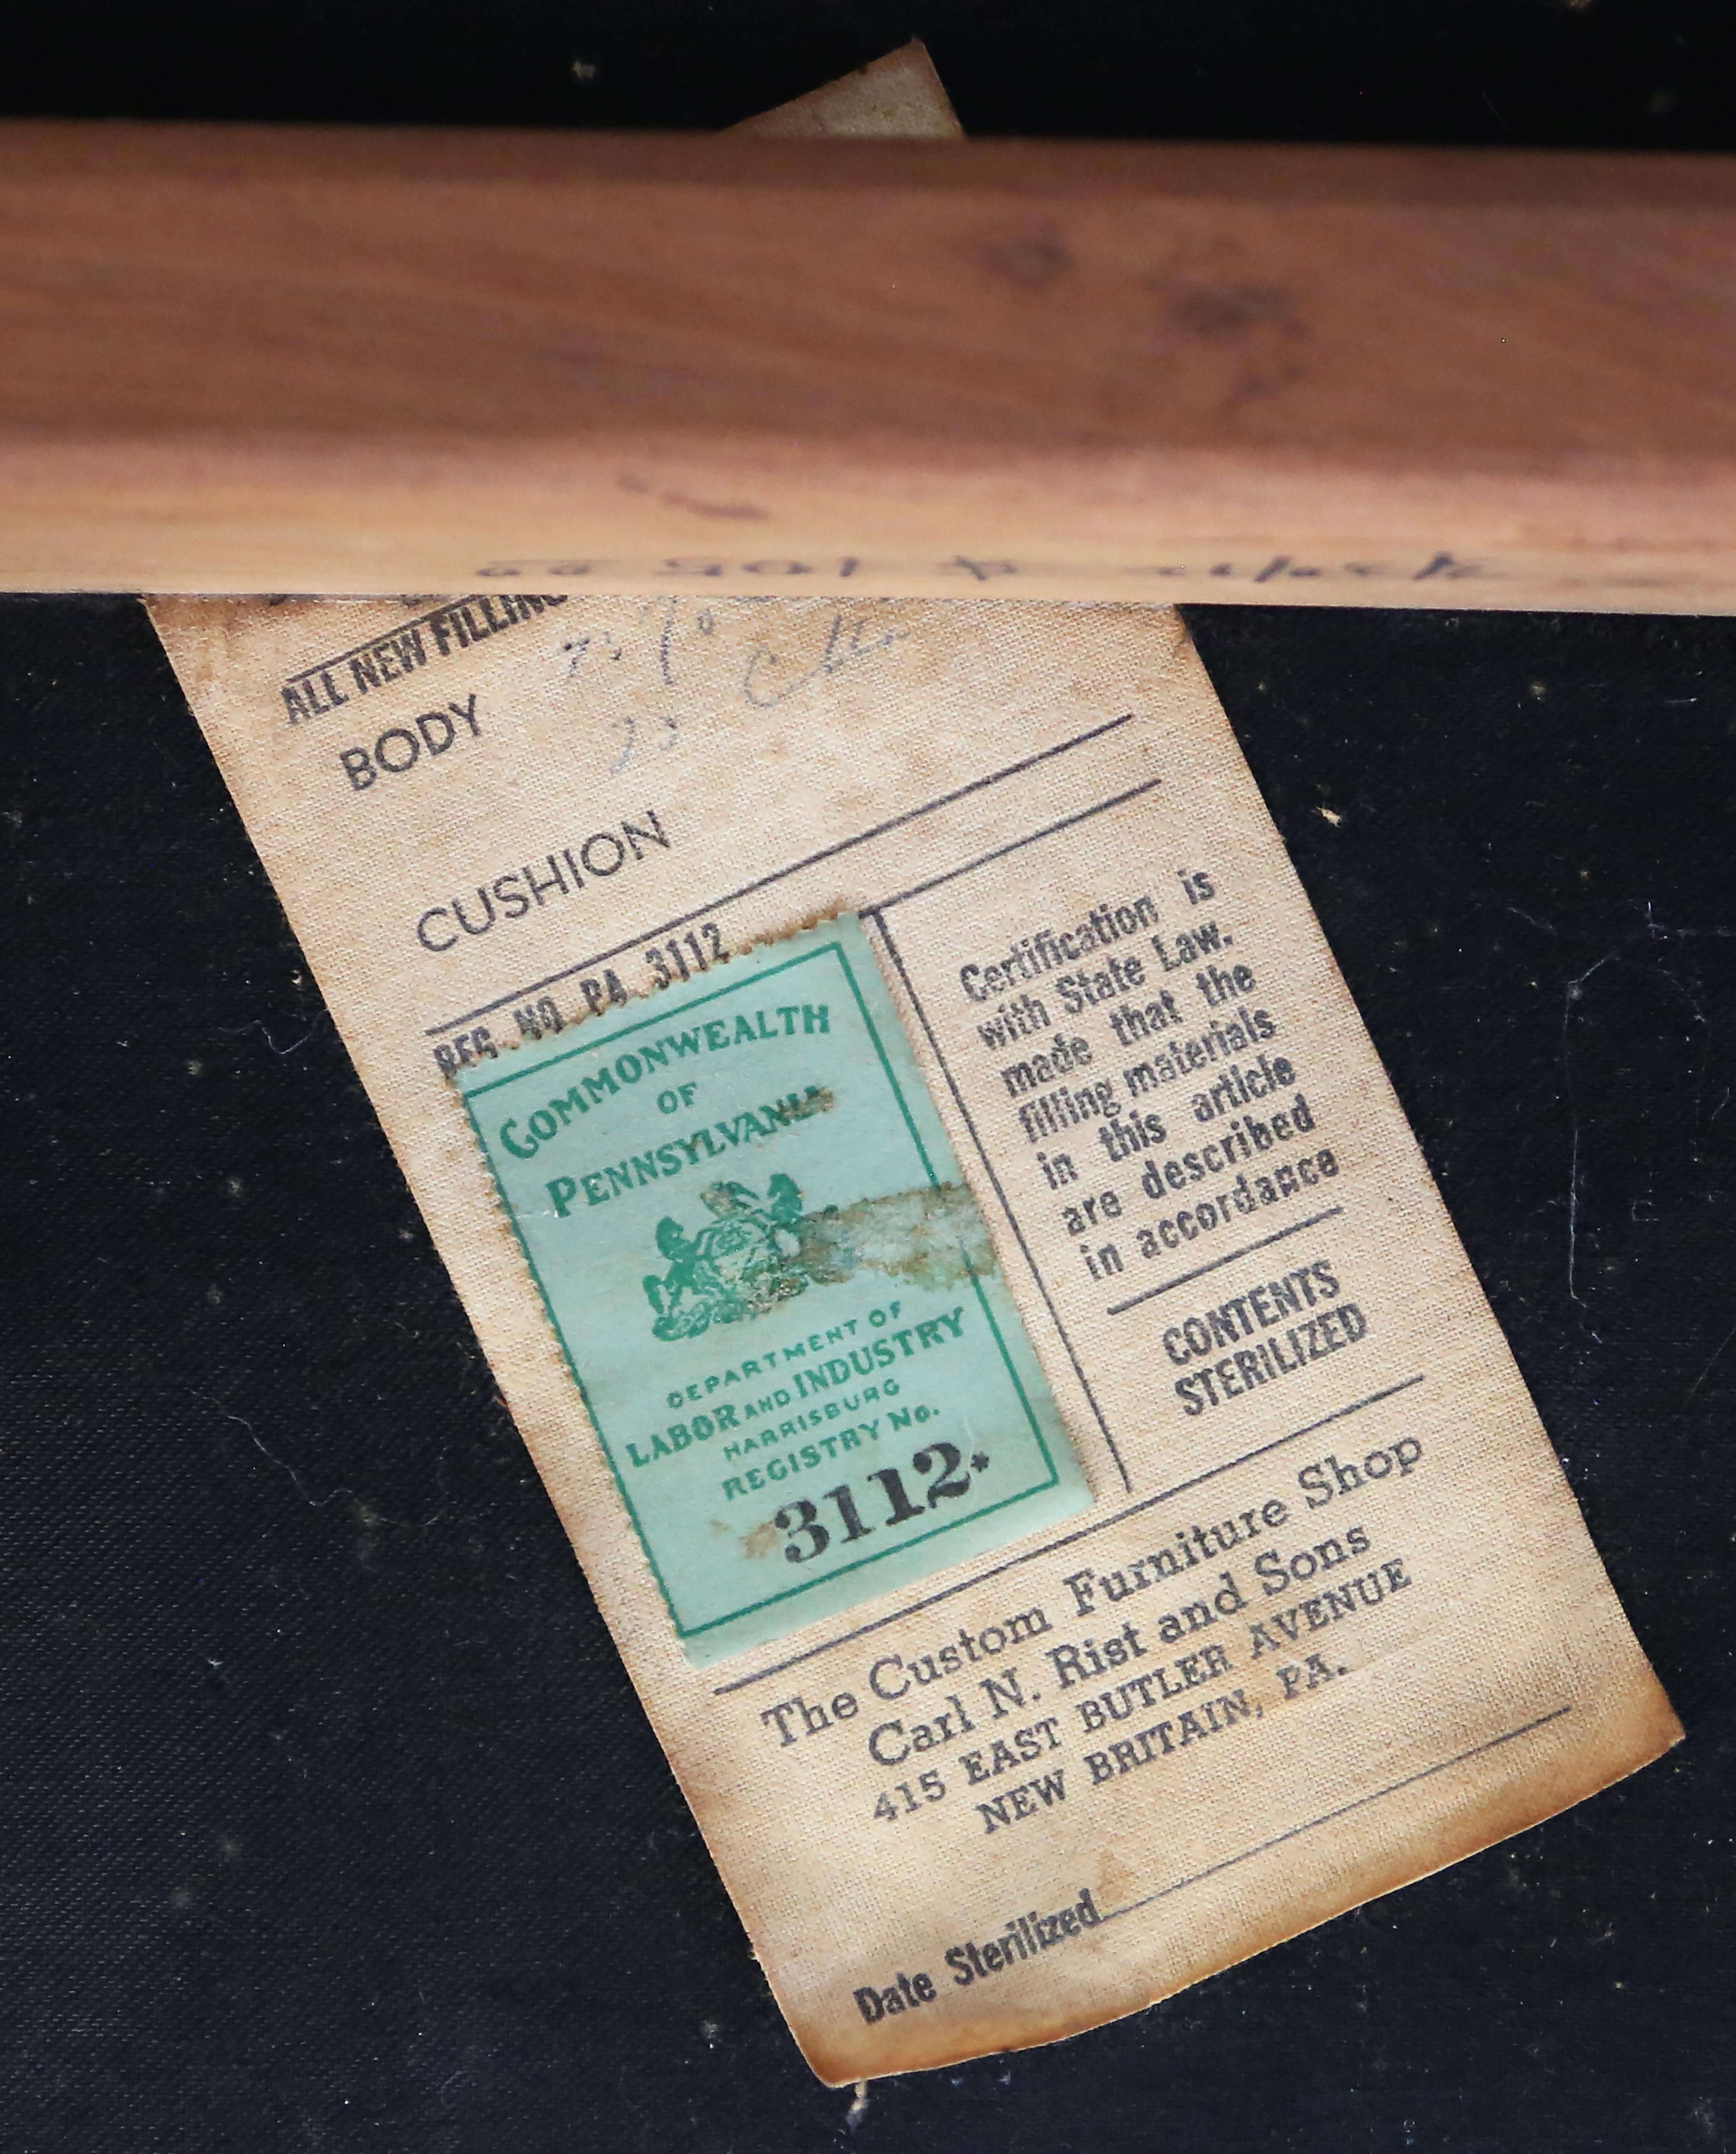 ALL NEW FILLING
BODY
CUSHION
REG. NO. PA. 3112
COMMONWEALTH
OF
PENNSYLVANIA
DEPARTMENT OF
LABOR AND INDUSTRY
HARRISBURG
REGISTRY No.
3112*
Certification is
with State Law.
made that the
filling materials
in this article
are described
in accordance
CONTENTS
STERILIZED
The Custom Furniture Shop
Carl N. Rist and Sons
415 EAST BUTLER AVENUE
NEW BRITAIN, PA.
Date Sterilized